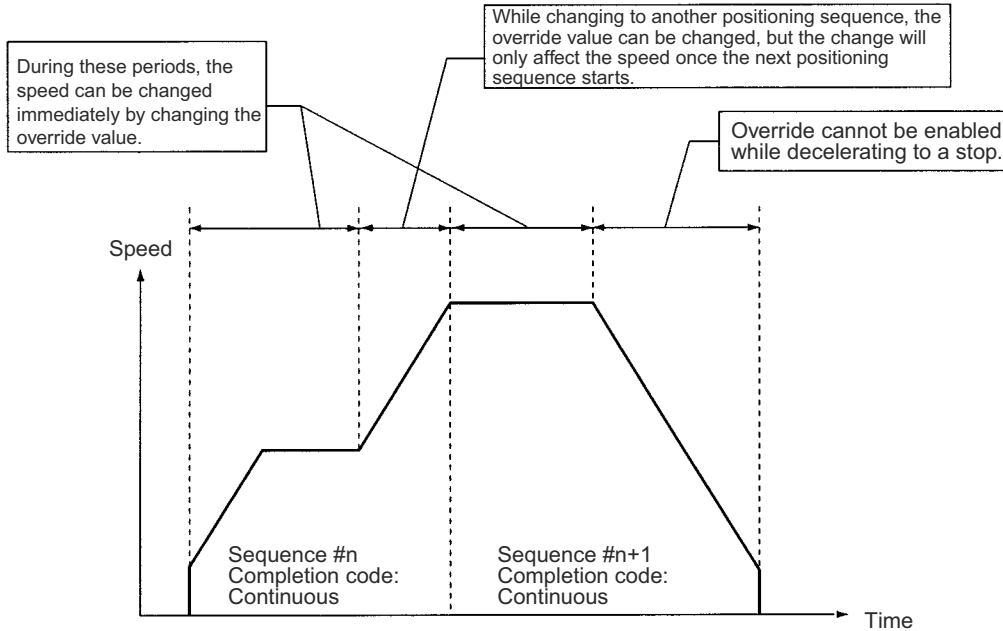 While changing to another positioning sequence, the
override value can be changed, but the change will
only affect the speed once the next positioning
sequence starts.
During these periods, the
speed can be changed
immediately by changing the
override value.
Override cannot be enabled
while decelerating to a stop.
Speed
Sequence #n
Completion code:
Continuous
Sequence #n+1
Completion code:
Continuous
Time